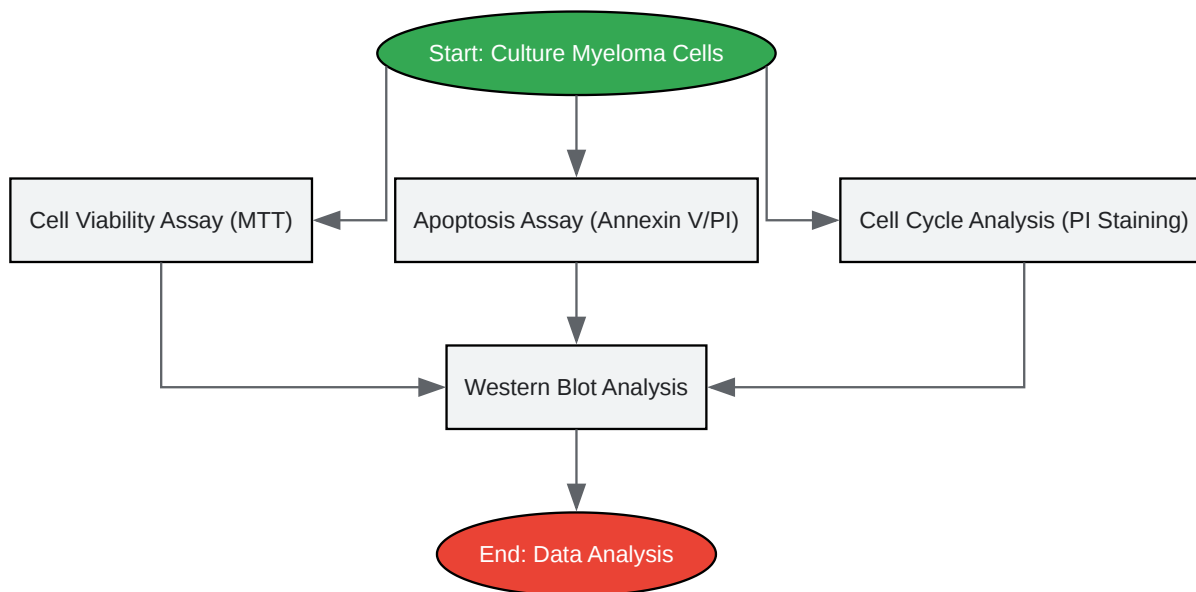 Start: Culture Myeloma Cells
Cell Viability Assay (MTT)
Apoptosis Assay (Annexin V/PI)
Cell Cycle Analysis (PI Staining)
Western Blot Analysis
End: Data Analysis